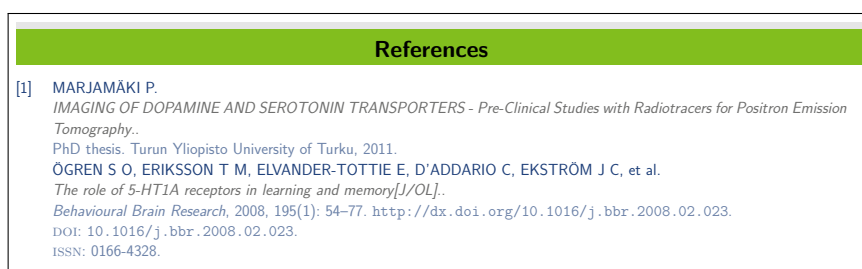 References
[1] MARJAMÄKI P.
IMAGING OF DOPAMINE AND SEROTONIN TRANSPORTERS - Pre-Clinical Studies with Radiotracers for Positron Emission
Tomography..
PhD thesis. Turun Yliopisto University of Turku, 2011.
ÖGREN S O, ERIKSSON T M, ELVANDER-TOTTIE E, D'ADDARIO C, EKSTRÖM J C, et al.
The role of 5-HT1A receptors in learning and memory[J/OL]..
Behavioural Brain Research, 2008, 195(1): 54–77. http://dx.doi.org/10.1016/j.bbr.2008.02.023.
DOI: 10.1016/j.bbr.2008.02.023.
ISSN: 0166-4328.